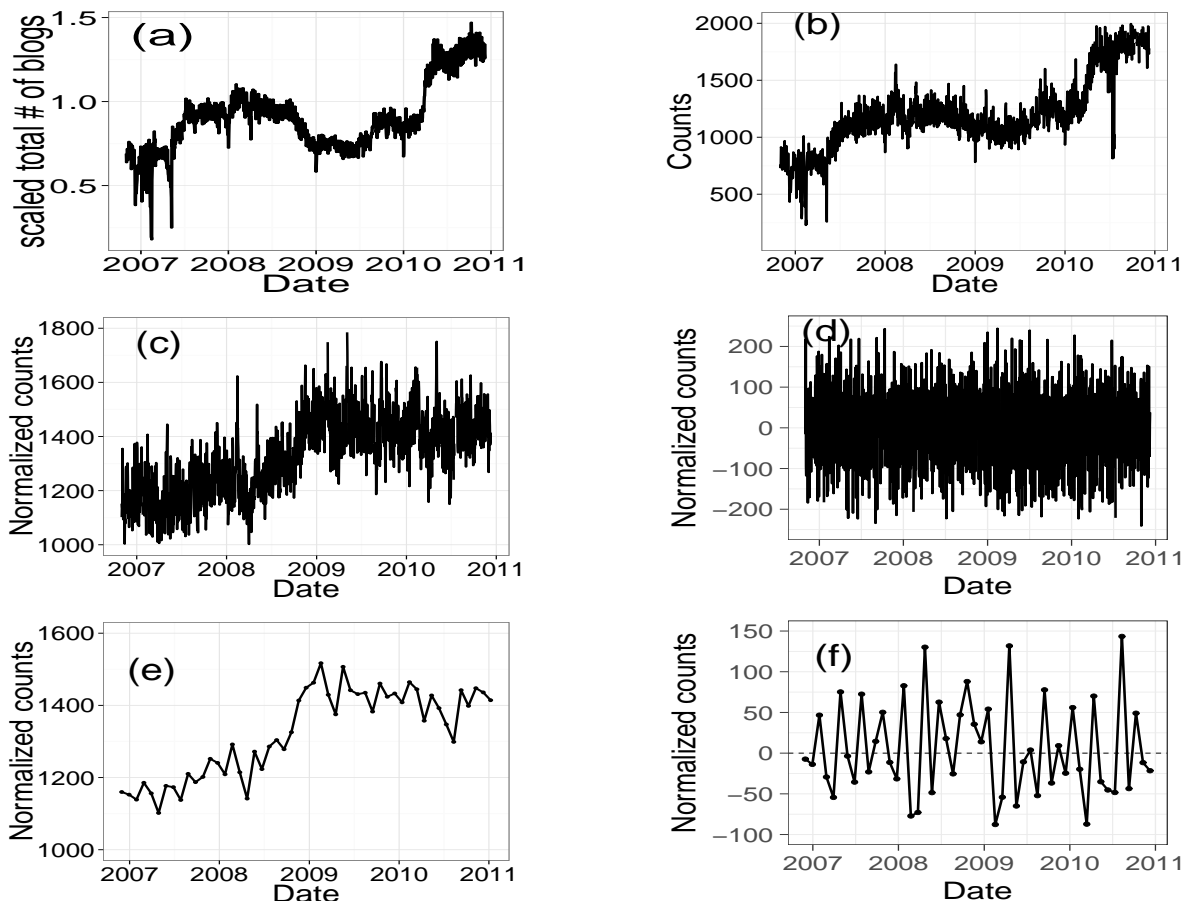 (a)
scaled total # of blogs
1.5
1.0
0.5
2007 2008 2009 2010 2011
Date
(b)
Counts
2000
1500
1000
500
2007 2008 2009 2010 2011
Date
(c)
Normalized counts
1800
1600
1400
1200
1000
2007 2008 2009 2010 2011
Date
(d)
Normalized counts
200
100
0
−100
−200
2007 2008 2009 2010 2011
Date
(e)
Normalized counts
1600
1400
1200
1000
2007 2008 2009 2010 2011
Date
(f)
Normalized counts
150
100
50
0
−50
−100
2007 2008 2009 2010 2011
Date